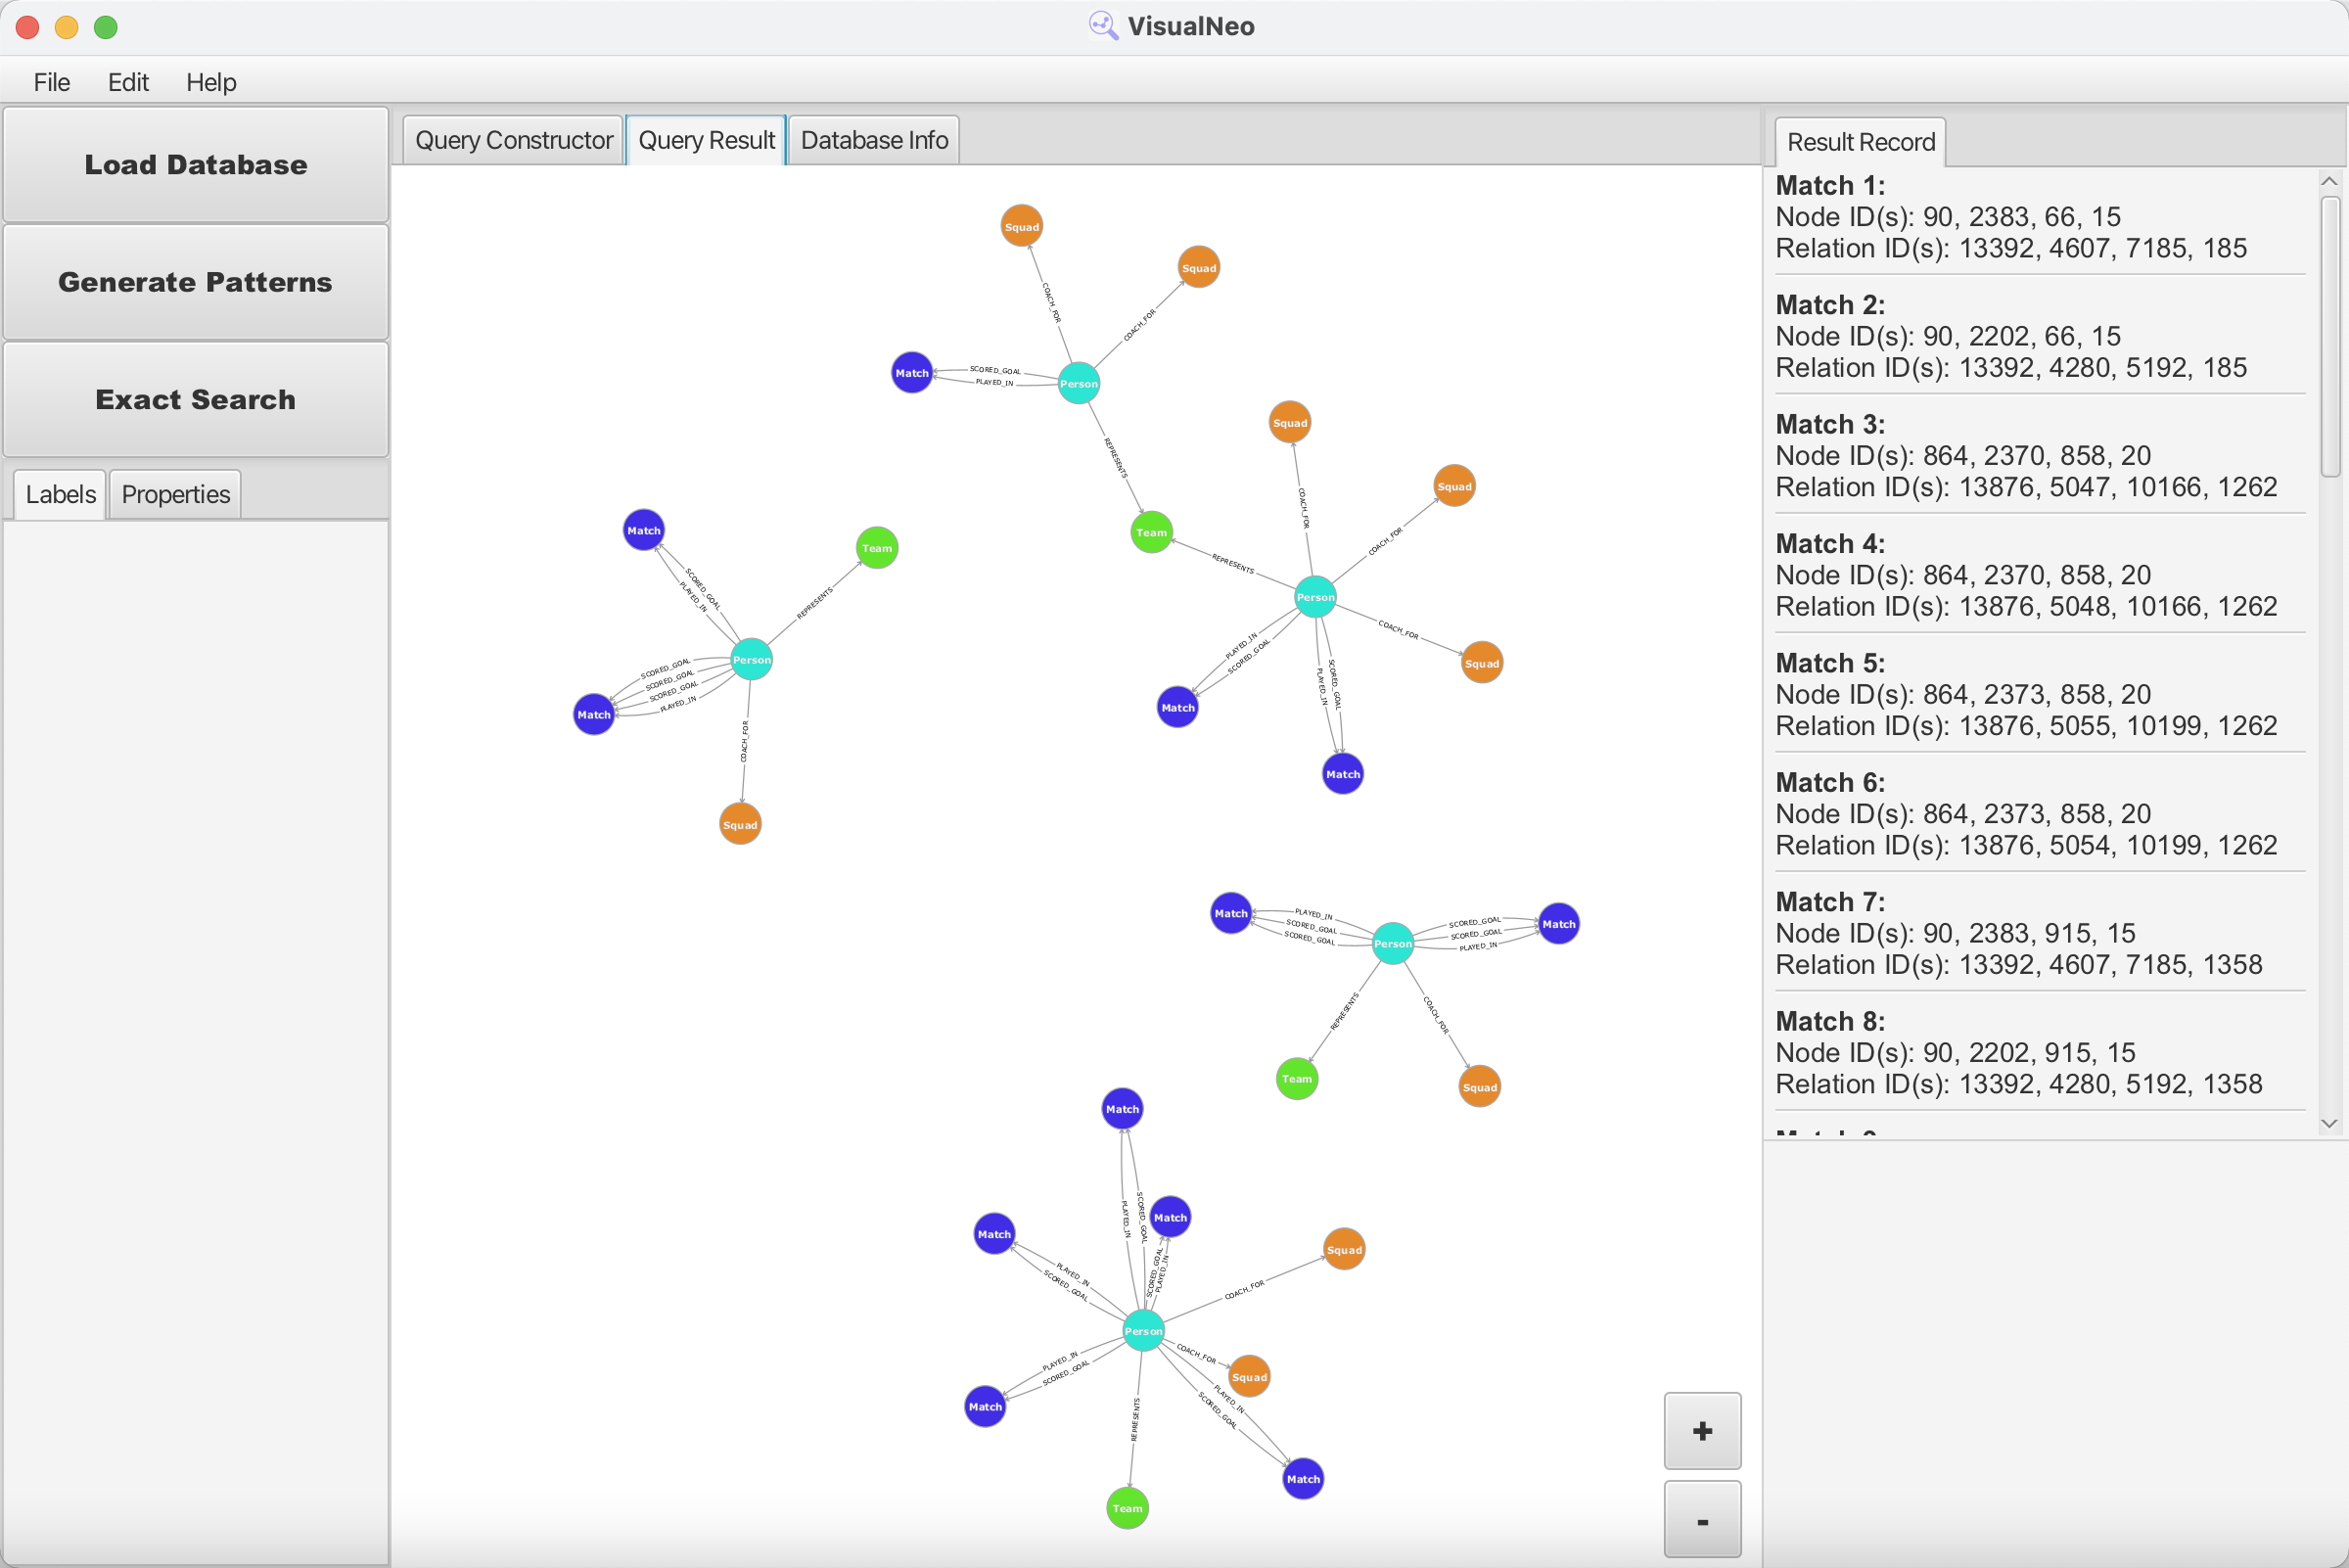 VisualNeo
File Edit Help
Load Database
Generate Patterns
Exact Search
Labels Properties
Query Constructor Query Result Database Info
Squad
Squad
COACH_FOR
COACH_FOR
Match
SCORED_GOAL
PLAYED_IN
Person
REPRESENTS
Team
Squad
Squad
COACH_FOR
COACH_FOR
REPRESENTS
Person
COACH_FOR
Squad
PLAYED_IN
SCORED_GOAL
SCORED_GOAL
PLAYED_IN
Match
Match
Match
Team
SCORED_GOAL
PLAYED_IN
REPRESENTS
Person
SCORED_GOAL
SCORED_GOAL
SCORED_GOAL
PLAYED_IN
Match
COACH_FOR
Squad
Match
PLAYED_IN
SCORED_GOAL
SCORED_GOAL
Person
SCORED_GOAL
SCORED_GOAL
PLAYED_IN
Match
REPRESENTS
COACH_FOR
Team
Squad
Match
PLAYED_IN
SCORED_GOAL
Match
Match
SCORED_GOAL
PLAYED_IN
PLAYED_IN
SCORED_GOAL
Squad
COACH_FOR
Person
PLAYED_IN
SCORED_GOAL
COACH_FOR
Squad
Match
REPRESENTS
PLAYED_IN
SCORED_GOAL
Match
Team
+
-
Result Record
Match 1:
Node ID(s): 90, 2383, 66, 15
Relation ID(s): 13392, 4607, 7185, 185
Match 2:
Node ID(s): 90, 2202, 66, 15
Relation ID(s): 13392, 4280, 5192, 185
Match 3:
Node ID(s): 864, 2370, 858, 20
Relation ID(s): 13876, 5047, 10166, 1262
Match 4:
Node ID(s): 864, 2370, 858, 20
Relation ID(s): 13876, 5048, 10166, 1262
Match 5:
Node ID(s): 864, 2373, 858, 20
Relation ID(s): 13876, 5055, 10199, 1262
Match 6:
Node ID(s): 864, 2373, 858, 20
Relation ID(s): 13876, 5054, 10199, 1262
Match 7:
Node ID(s): 90, 2383, 915, 15
Relation ID(s): 13392, 4607, 7185, 1358
Match 8:
Node ID(s): 90, 2202, 915, 15
Relation ID(s): 13392, 4280, 5192, 1358